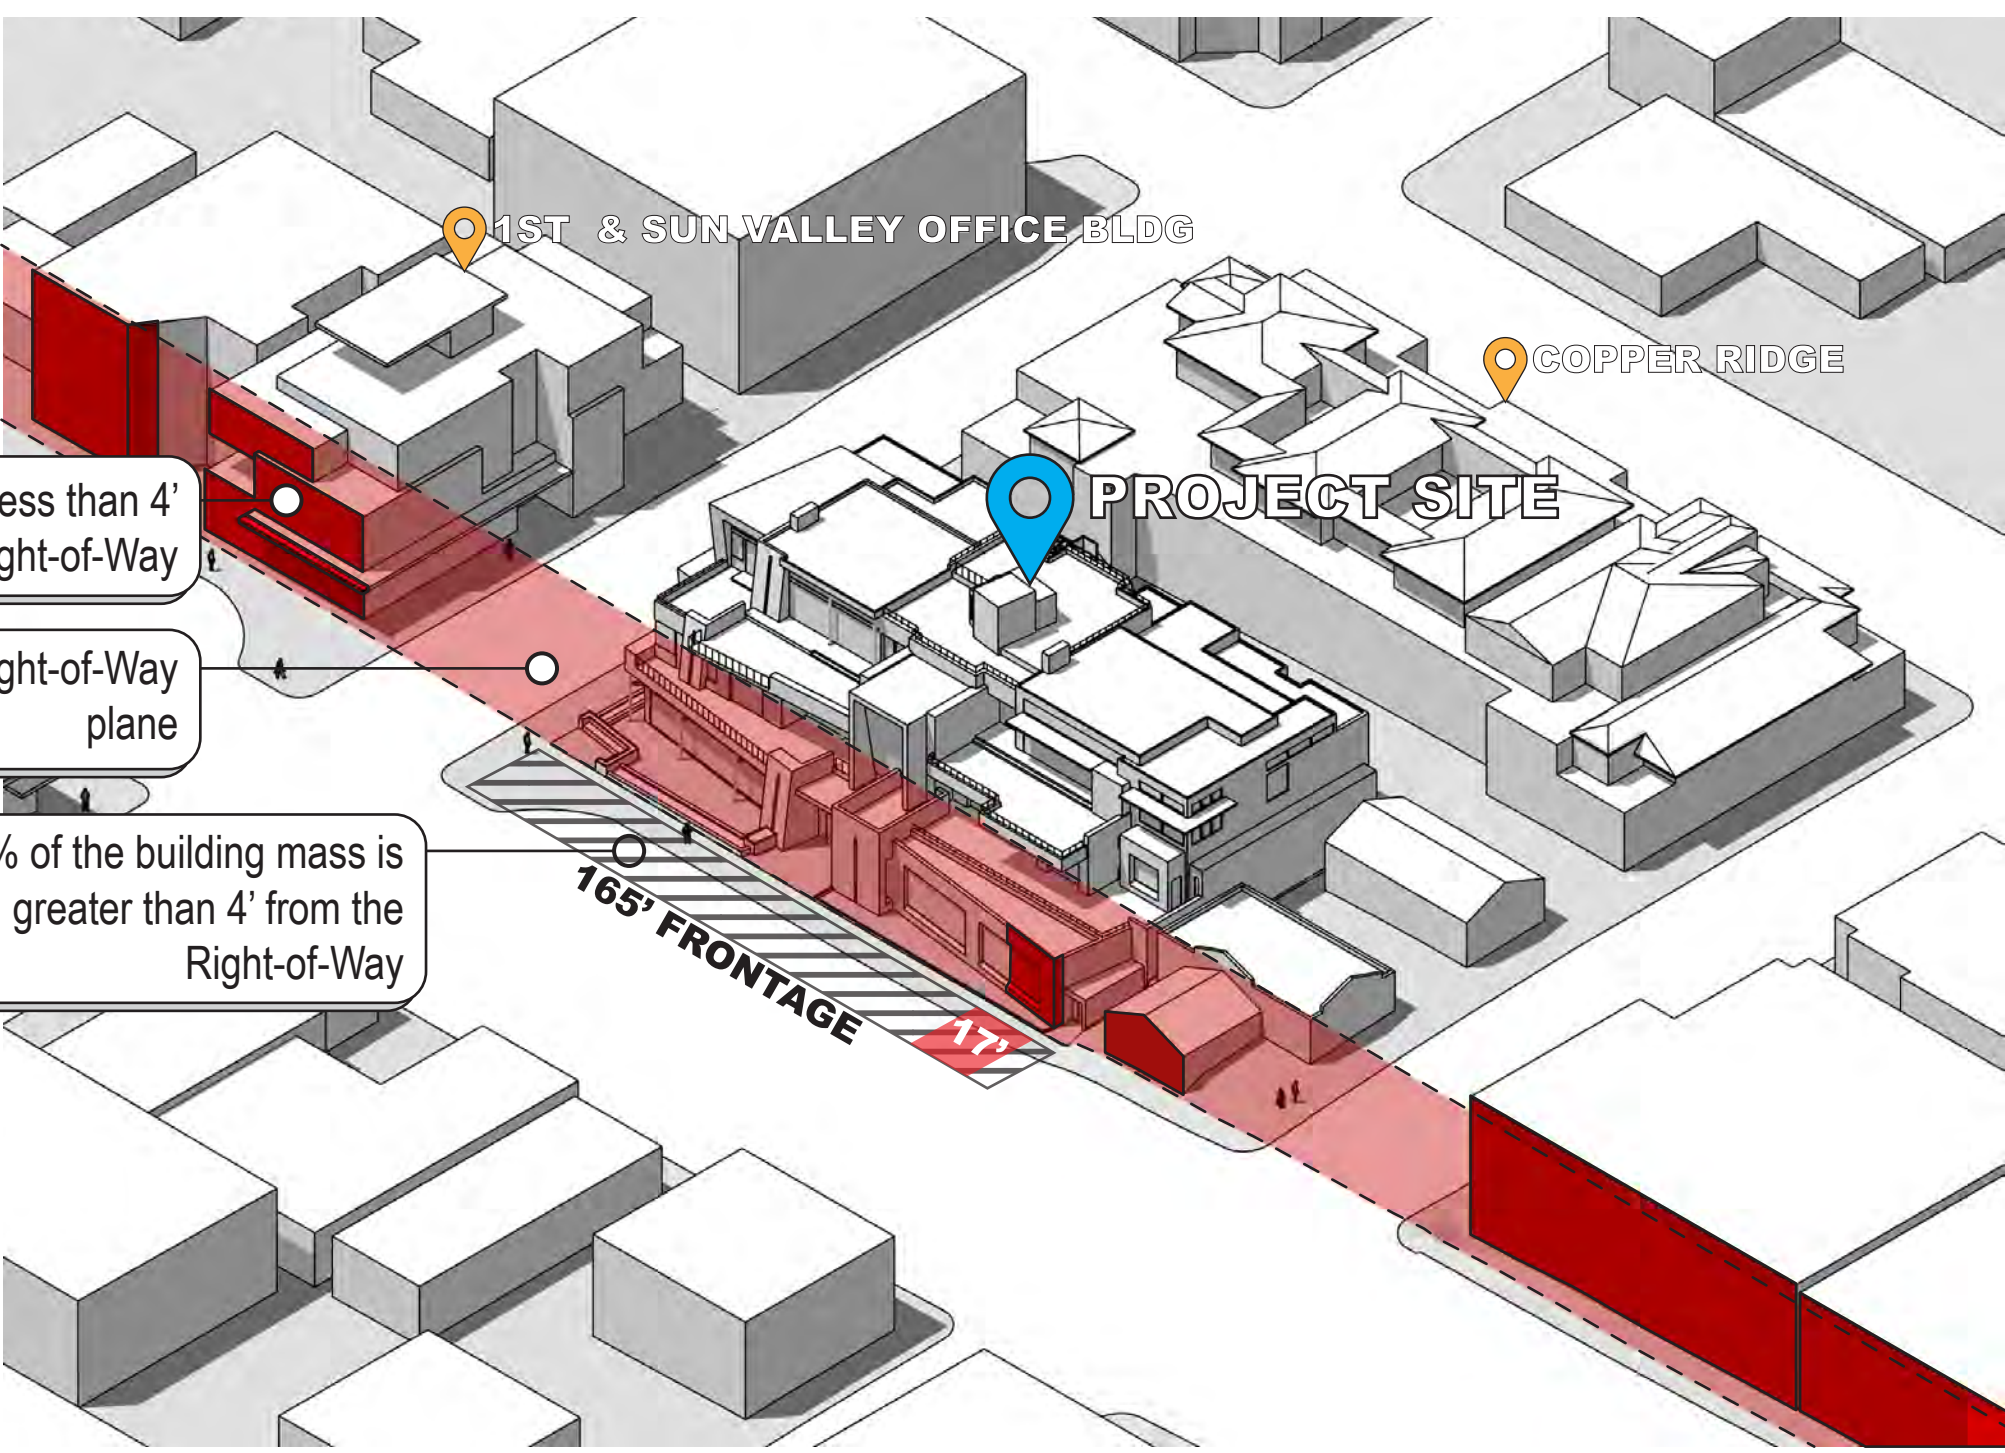 1ST & SUN VALLEY OFFICE BLDG
COPPER RIDGE
PROJECT SITE
less than 4’
ght-of-Way
ght-of-Way
plane
% of the building mass is
greater than 4’ from the
Right-of-Way
165’ FRONTAGE
17’